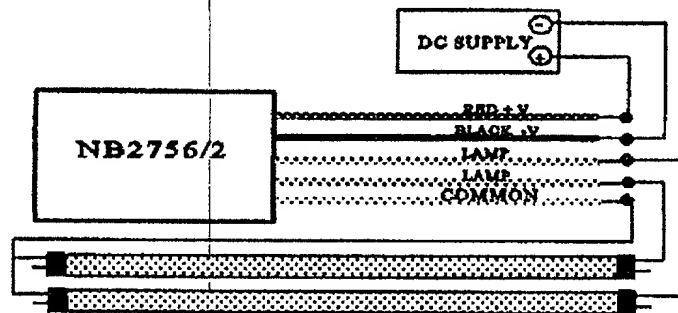 DC SUPPLY
-
+
RED + V
BLACK -V
NB2756/2
LAMP
LAMP
COMMON